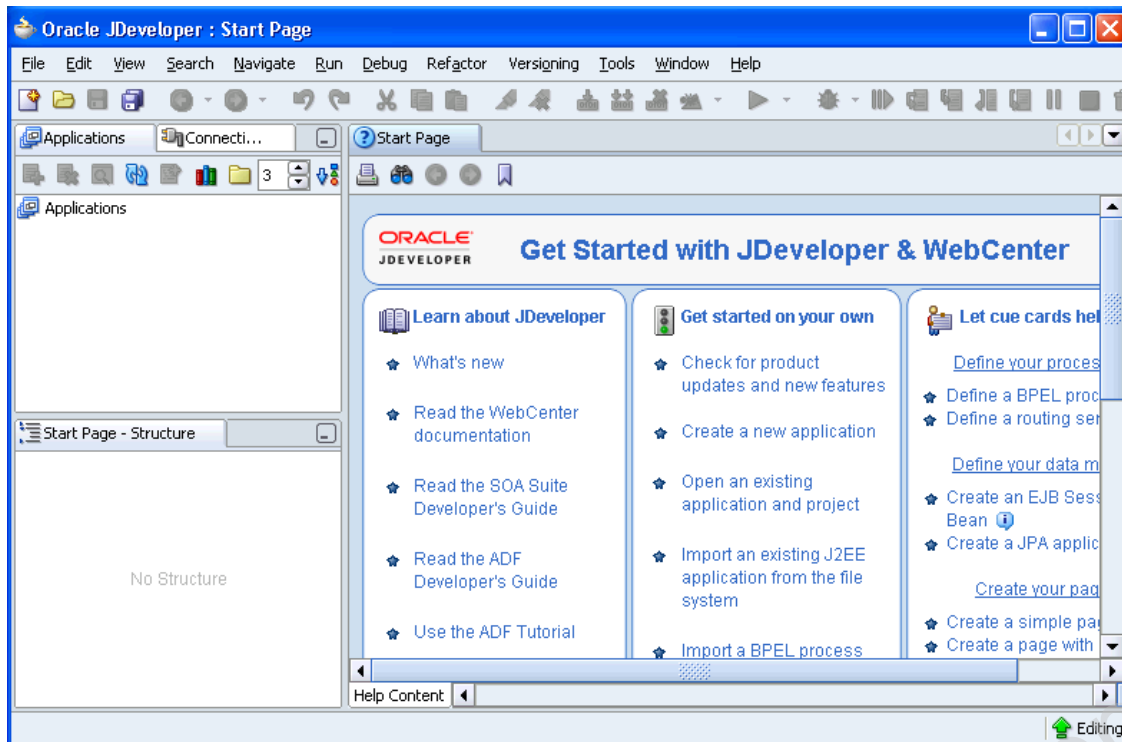 Oracle JDeveloper : Start Page
File Edit View Search Navigate Run Debug Refactor Versioning Tools Window Help
Applications
Connecti...
Start Page
3
Applications
ORACLE
JDEVELOPER
Get Started with JDeveloper & WebCenter
Learn about JDeveloper
What's new
Read the WebCenter
documentation
Read the SOA Suite
Developer's Guide
Read the ADF
Developer's Guide
Use the ADF Tutorial
Get started on your own
Check for product
updates and new features
Create a new application
Open an existing
application and project
Import an existing J2EE
application from the file
system
Import a BPEL process
Let cue cards hel
Define your proces
Define a BPEL proc
Define a routing ser
Define your data m
Create an EJB Sess
Bean
Create a JPA applic
Create your pag
Create a simple pa
Create a page with
Start Page - Structure
No Structure
Help Content
Editing